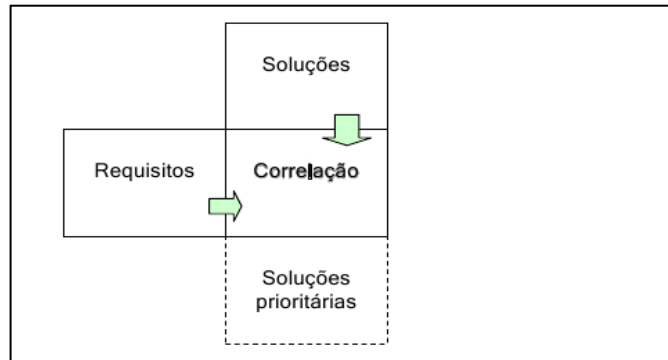 Soluções
Requisitos
Correlação
Soluções
prioritárias